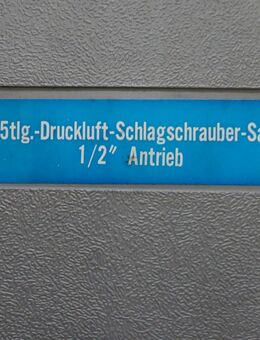 5tlg.-Druckluft-Schlagschrauber-Sa
1/2" Antrieb